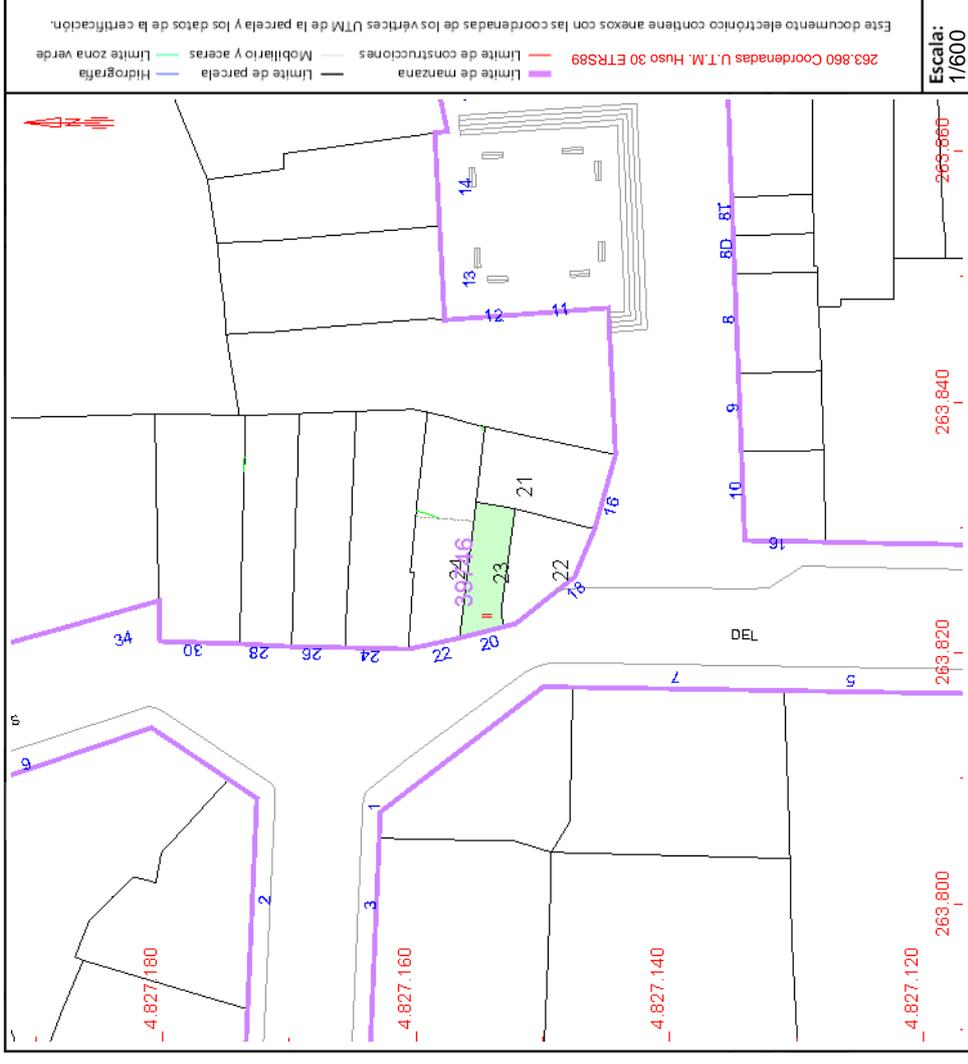 Este documento electrónico contiene anexos con las coordenadas de los vértices UTM de la parcela y los datos de la certificación.
263.860 Coordenadas U.T.M. Huso 30 ETRS89
Límite de manzana
Límite de parcela
Hidrografía
Límite de construcciones
Mobiliario y aceras
Límite zona verde
Escala:
1/600
263.860
14
8T
8D
13
12
11
8
263.840
9
10
21
16
16
39746
24
23
22
18
34
30
28
26
24
22
20
DEL
263.820
7
5
S
9
1
2
3
263.800
4.827.180
4.827.160
4.827.140
4.827.120